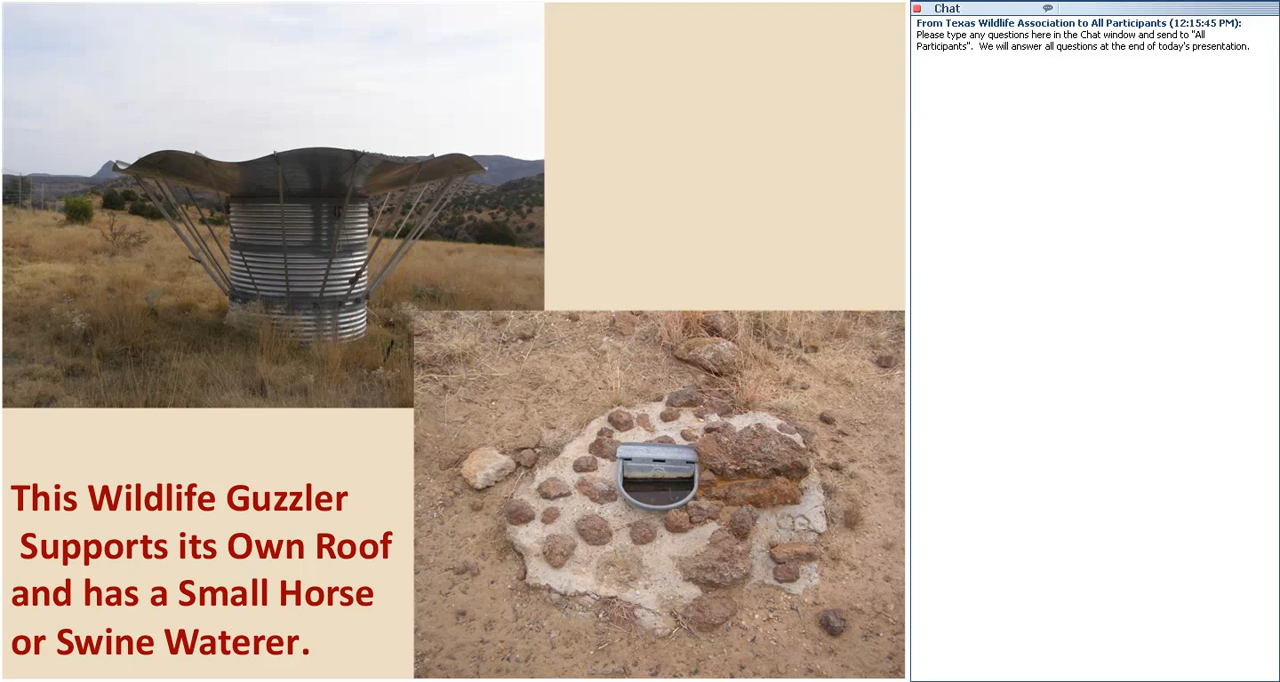 This Wildlife Guzzler
Supports its Own Roof
and has a Small Horse
or Swine Waterer.
Chat
From Texas Wildlife Association to All Participants (12:15:45 PM):
Please type any questions here in the Chat window and send to "All
Participants".  We will answer all questions at the end of today's presentation.